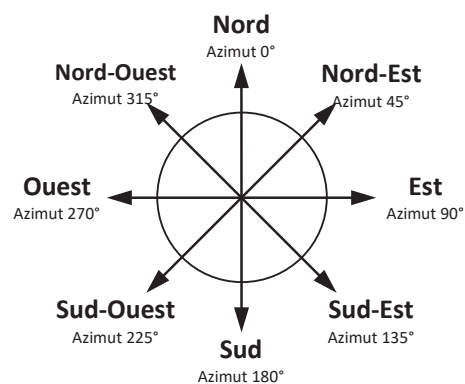 Nord
Azimut 0°
Nord-Ouest
Azimut 315°
Nord-Est
Azimut 45°
Ouest
Azimut 270°
Est
Azimut 90°
Sud-Ouest
Azimut 225°
Sud-Est
Azimut 135°
Sud
Azimut 180°